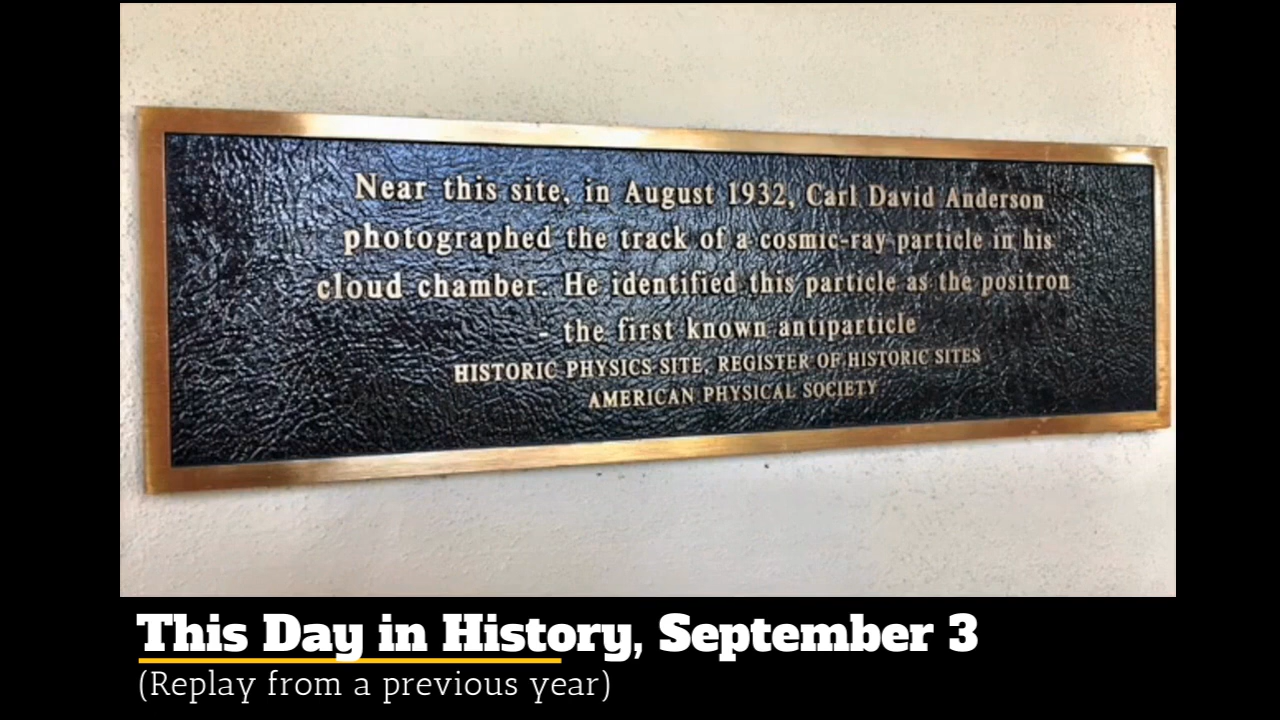 Near this site, in August 1932, Carl David Anderson
photographed the track of a cosmic-ray particle in his
cloud chamber. He identified this particle as the positron
- the first known antiparticle
HISTORIC PHYSICS SITE, REGISTER OF HISTORIC SITES
AMERICAN PHYSICAL SOCIETY
This Day in History, September 3
(Replay from a previous year)